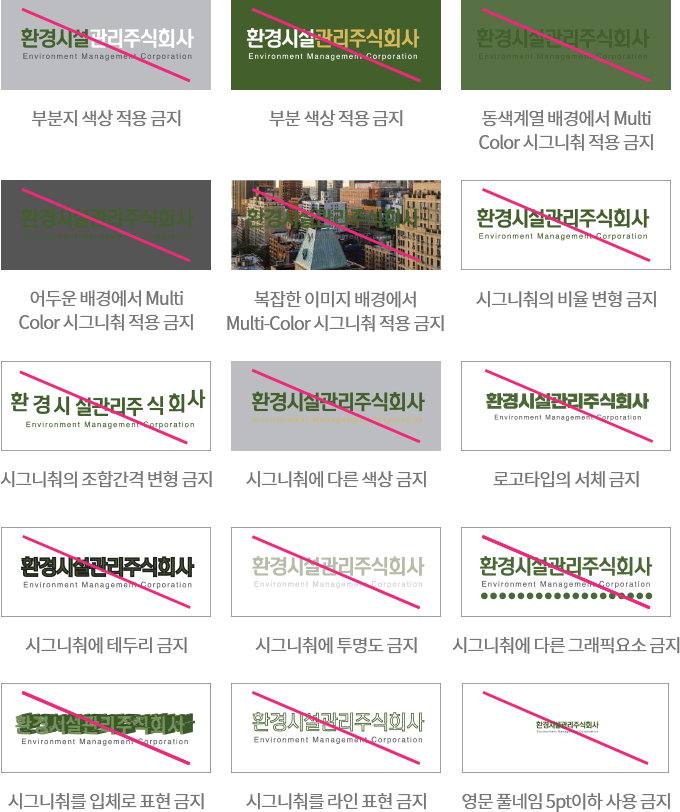 환경시설관리주식회사
Environment Management Corporation
환경시설관리주식회사
Environment Management Corporation
환경시설관리주식회사
부분지 색상 적용 금지
부분 색상 적용 금지
동색계열 배경에서 Multi
Color 시그니춰 적용 금지
환경시설관리주식회사
환경시설관리주식회사
환경시설관리주식회사
Environment Management Corporation
어두운 배경에서 Multi
Color 시그니춰 적용 금지
복잡한 이미지 배경에서
Multi-Color 시그니춰 적용 금지
시그니춰의 비율 변형 금지
환경시설관리주식회사
Environment Management Corporation
환경시설관리주식회사
환경시설관리주식회사
Environment Management Corporation
시그니춰의 조합간격 변형 금지
시그니춰에 다른 색상 금지
로고타입의 서체 금지
환경시설관리주식회사
Environment Management Corporation
환경시설관리주식회사
Environment Management Corporation
환경시설관리주식회사
Environment Management Corporation
시그니춰에 테두리 금지
시그니춰에 투명도 금지
시그니춰에 다른 그래픽요소 금지
환경시설관리주식회사
Environment Management Corporation
환경시설관리주식회사
Environment Management Corporation
환경시설관리주식회사
시그니춰를 입체로 표현 금지
시그니춰를 라인 표현 금지
영문 풀네임 5pt이하 사용 금지